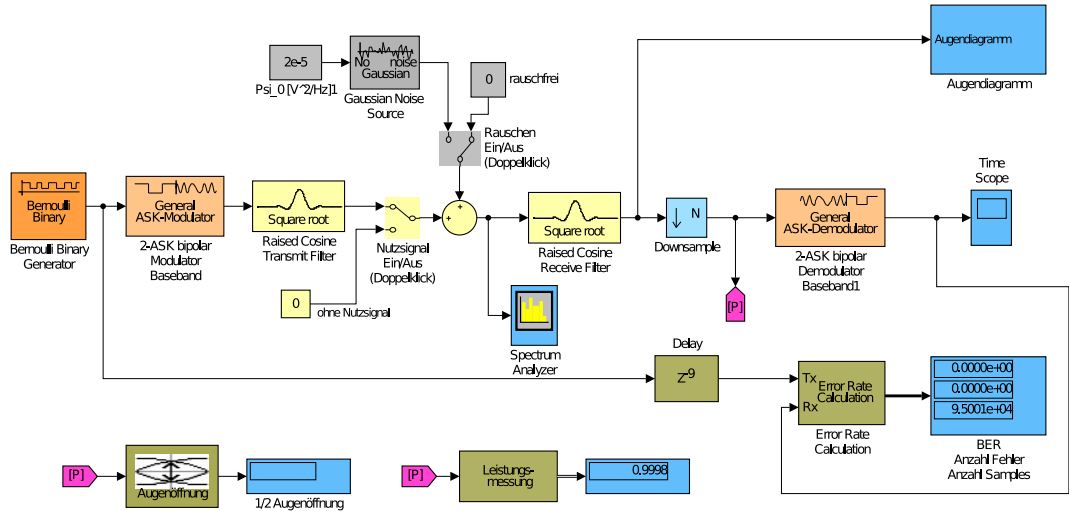 2e-5
Psi_0 [V^2/Hz]1
No noise
Gaussian
Gaussian Noise
Source
0
rauschfrei
Rauschen
Ein/Aus
(Doppelklick)
Augendiagramm
Augendiagramm
Bernoulli
Binary
Bernoulli Binary
Generator
General
ASK-Modulator
2-ASK bipolar
Modulator
Baseband
Square root
Raised Cosine
Transmit Filter
Nutzsignal
Ein/Aus
(Doppelklick)
0
ohne Nutzsignal
+
+
Square root
Raised Cosine
Receive Filter
N
Downsample
General
ASK-Demodulator
2-ASK bipolar
Demodulator
Baseband1
Time
Scope
[P]
Spectrum
Analyzer
Delay
Z-9
Tx
Rx
Error Rate
Calculation
Error Rate
Calculation
0.0000e+00
0.0000e+00
9.5001e+04
BER
Anzahl Fehler
Anzahl Samples
[P]
Augenöffnung
1/2 Augenöffnung
[P]
Leistungs-
messung
0.9998